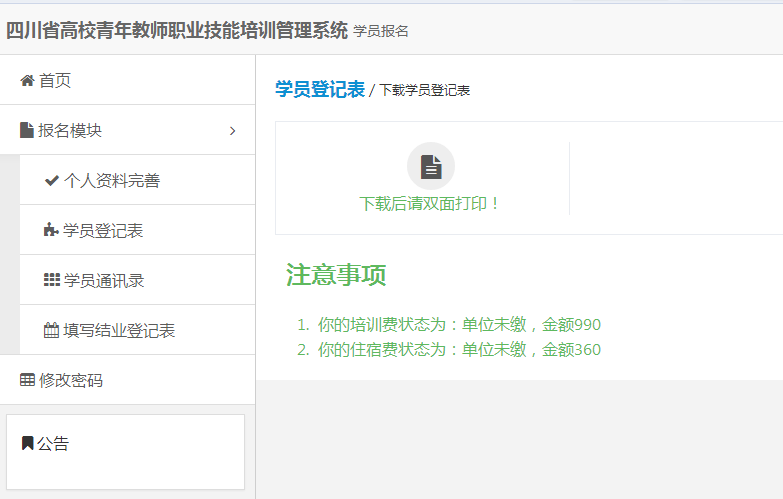 四川省高校青年教师职业技能培训管理系统 学员报名
首页
报名模块
个人资料完善
学员登记表
学员通讯录
填写结业登记表
修改密码
公告
学员登记表 / 下载学员登记表
下载后请双面打印！
注意事项
1. 你的培训费状态为：单位未缴，金额990
2. 你的住宿费状态为：单位未缴，金额360